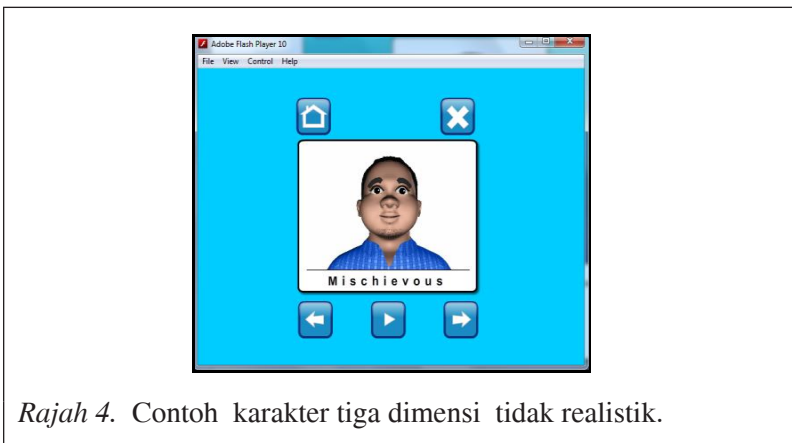 Adobe Flash Player 10
File View Control Help
Mischievous
Rajah 4. Contoh karakter tiga dimensi tidak realistik.